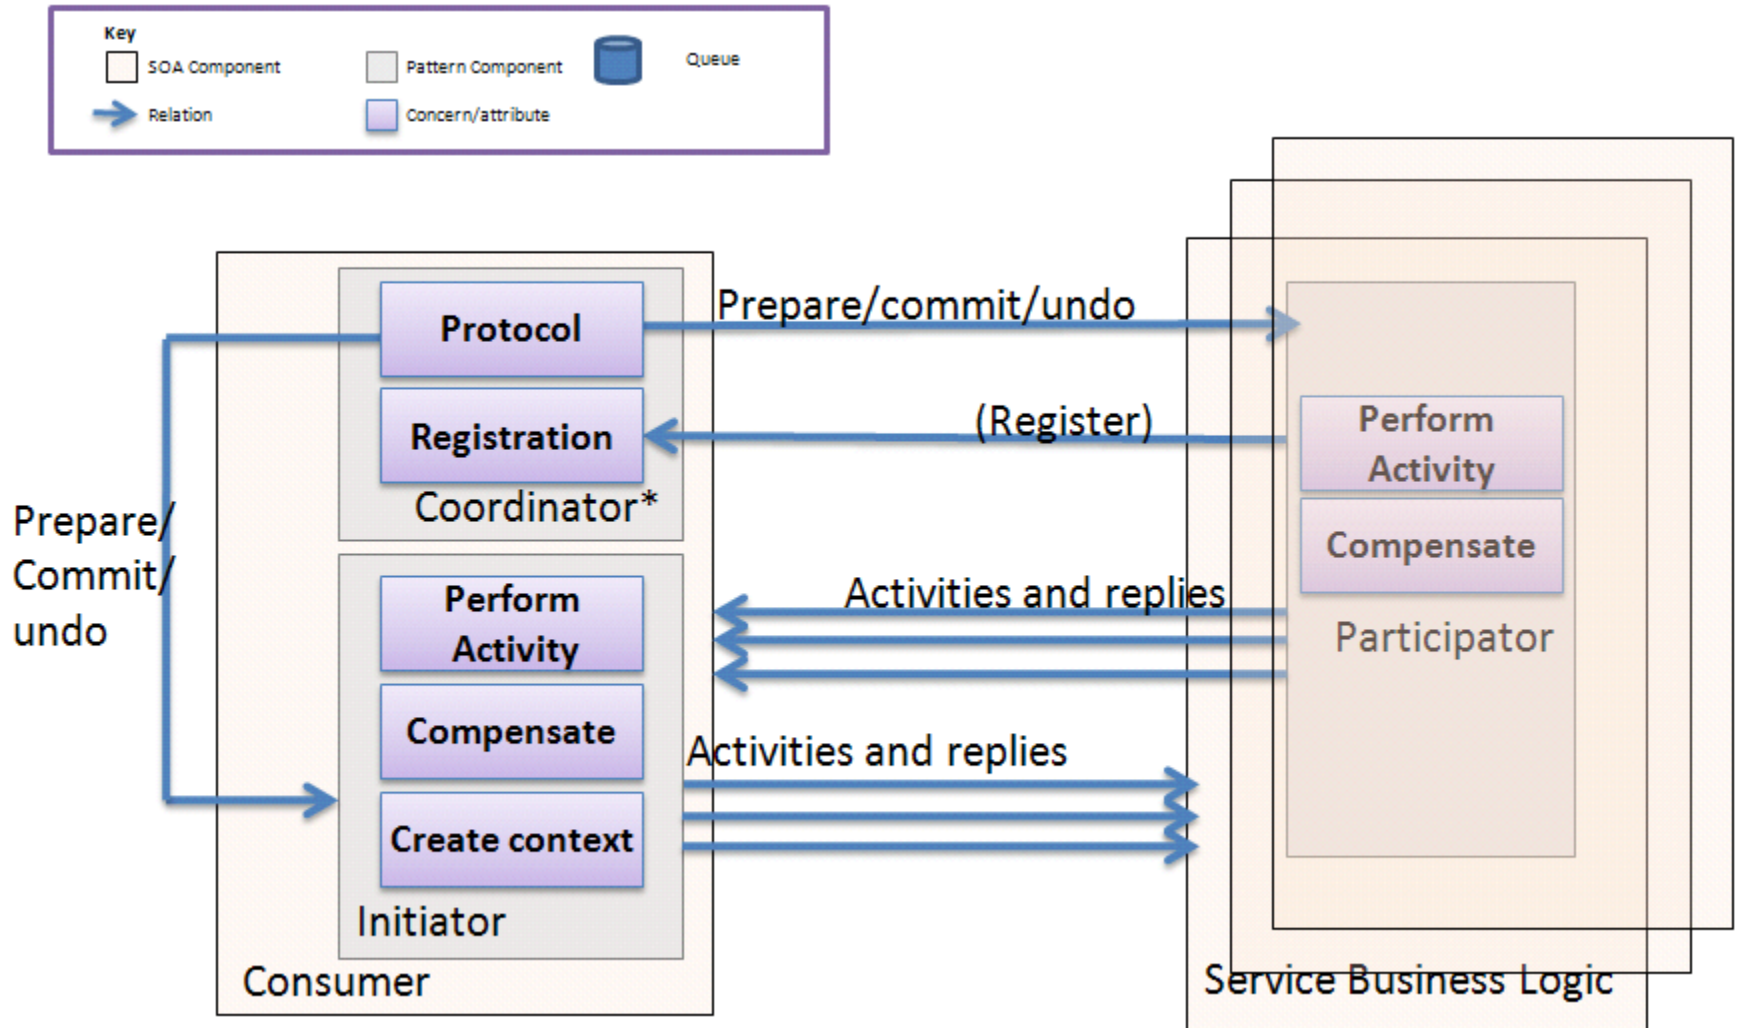 Key
SOA Component
Pattern Component
Queue
Relation
Concern/attribute
Protocol
Prepare/commit/undo
Registration
(Register)
Coordinator*
Prepare/
Commit/
undo
Perform
Activity
Compensate
Create context
Initiator
Consumer
Activities and replies
Activities and replies
Perform
Activity
Compensate
Participator
Service Business Logic